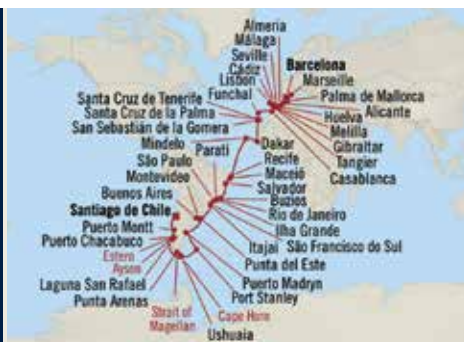 Almeria
Málaga
Seville
Cádiz
Lisbon
Funchal
Barcelona
Marseille
Palma de Mallorca
Alicante
Huelva
Melilla
Gibraltar
Tangier
Casablanca
Santa Cruz de Tenerife
Santa Cruz de la Palma
San Sebastián de la Gomera
Mindelo
Dakar
Parati
São Paulo
Montevideo
Buenos Aires
Santiago de Chile
Puerto Montt
Puerto Chacabuco
Estero
Aysen
Laguna San Rafael
Punta Arenas
Strait of
Magellan
Recife
Maceió
Salvador
Buzios
Rio de Janeiro
Ilha Grande
São Francisco do Sul
Itajai
Punta del Este
Puerto Madryn
Port Stanley
Cape Horn
Ushuaia